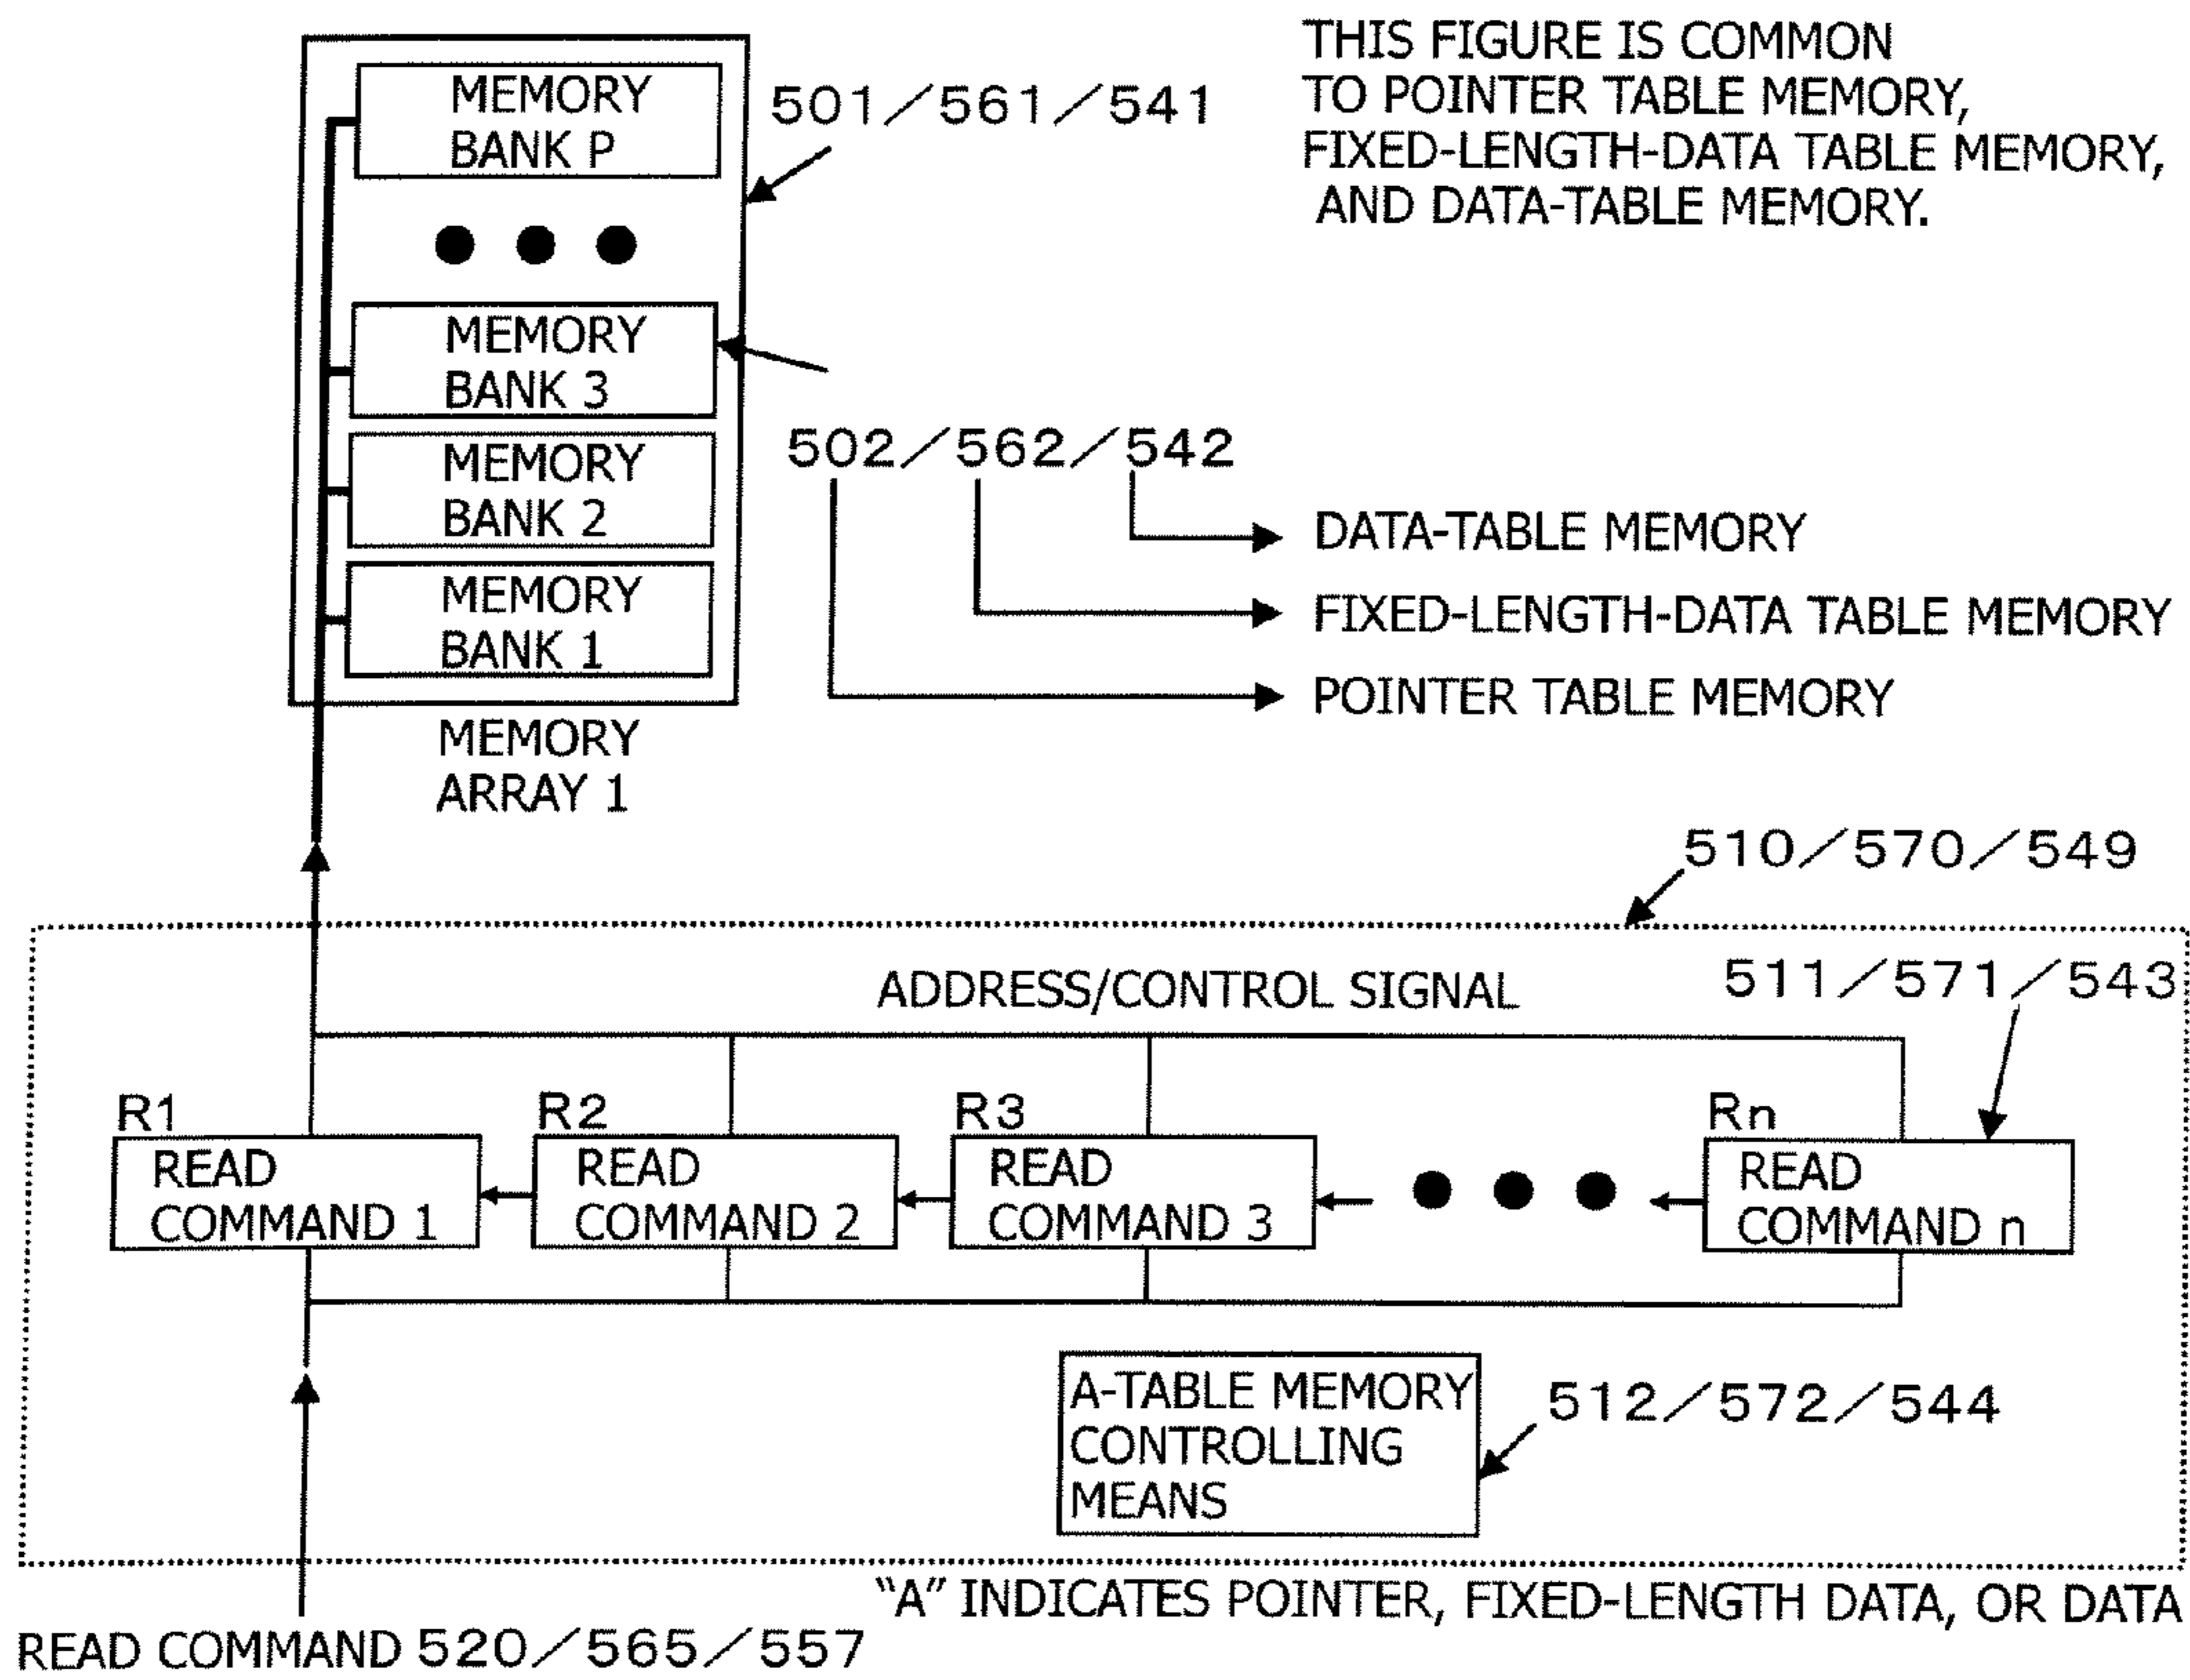 THIS FIGURE IS COMMON
TO POINTER TABLE MEMORY,
FIXED-LENGTH-DATA TABLE MEMORY,
AND DATA-TABLE MEMORY.
MEMORY
BANK P
501/561/541
MEMORY
BANK 3
502/562/542
MEMORY
BANK 2
DATA-TABLE MEMORY
MEMORY
BANK 1
FIXED-LENGTH-DATA TABLE MEMORY
POINTER TABLE MEMORY
MEMORY
ARRAY 1
510/570/549
ADDRESS/CONTROL SIGNAL
511/571/543
R1
READ
COMMAND 1
R2
READ
COMMAND 2
R3
READ
COMMAND 3
Rn
READ
COMMAND n
A-TABLE MEMORY
CONTROLLING
MEANS
512/572/544
"A" INDICATES POINTER, FIXED-LENGTH DATA, OR DATA
READ COMMAND 520/565/557